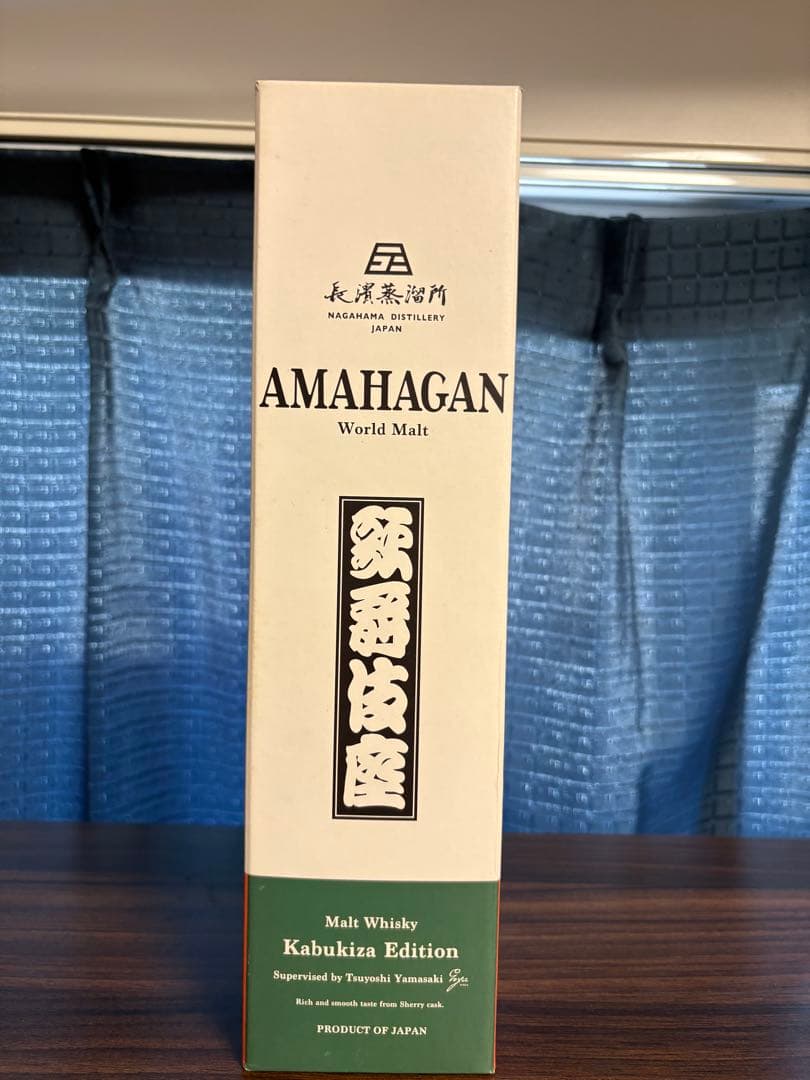 長濱蒸溜所
NAGAHAMA DISTILLERY
JAPAN
AMAHAGAN
World Malt
歌舞伎座
Malt Whisky
Kabukiza Edition
Supervised by Tsuyoshi Yamasaki
Rich and smooth taste from Sherry cask.
PRODUCT OF JAPAN